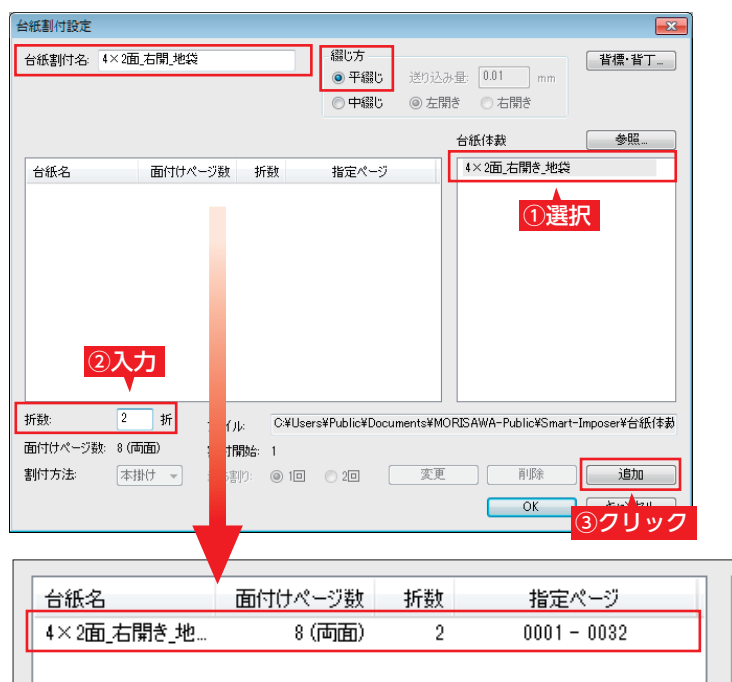 台紙割付設定
台紙割付名: 4×2面_右開_地袋
綴じ方
平綴じ 送り込み量: 0.01 mm
中綴じ 左開き 右開き
背標・背丁...
台紙体裁 参照...
台紙名 面付けページ数 折数 指定ページ
4×2面_右開き_地袋
①選択
②入力
折数: 2 折
イル: C:¥Users¥Public¥Documents¥MORISAWA-Public¥Smart-Imposer¥台紙体裁
面付けページ数: 8 (両面)
付開始: 1
割付方法: 本掛け
割り: 1回 2回
変更 削除 追加
OK
③クリック
台紙名 面付けページ数 折数 指定ページ
4×2面_右開き_地... 8 (両面) 2 0001 - 0032